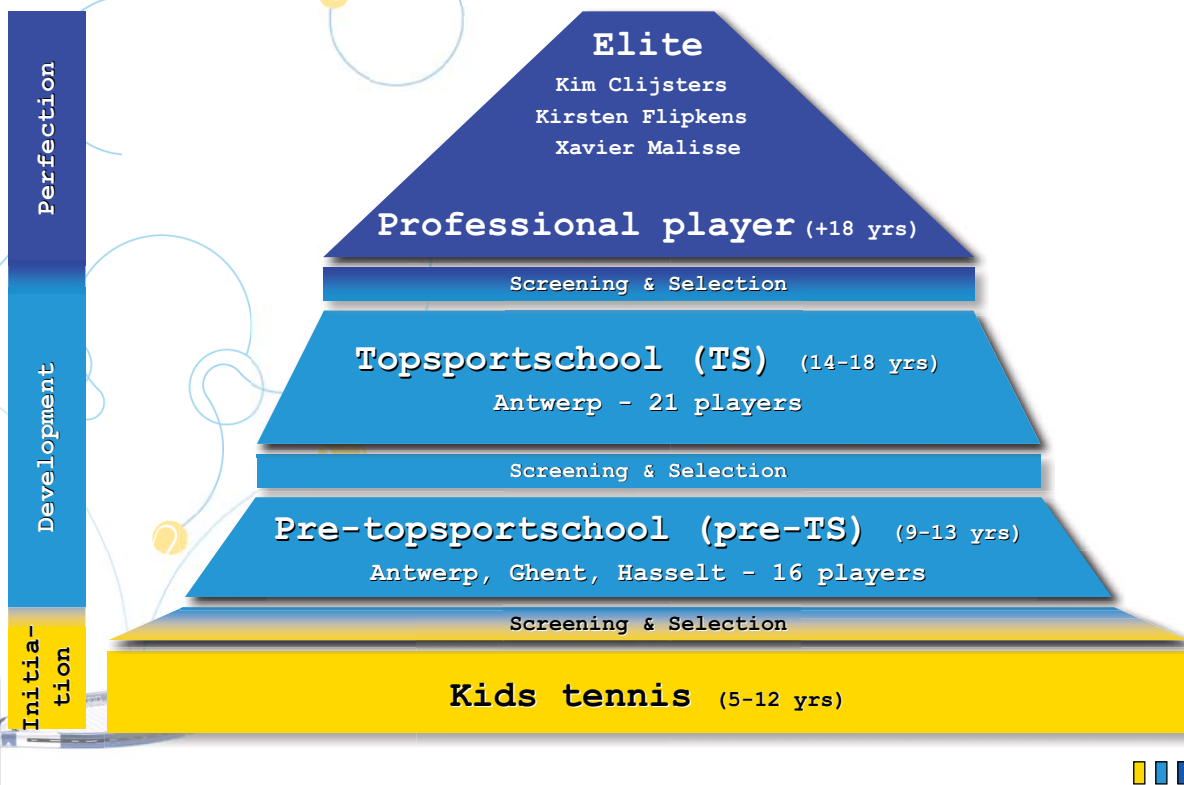 Elite
Kim Clijsters
Kirsten Flipkens
Xavier Malisse
Professional player (+18 yrs)
Screening & Selection
Topsportschool (TS) (14-18 yrs)
Antwerp - 21 players
Screening & Selection
Pre-topsportschool (pre-TS) (9-13 yrs)
Antwerp, Ghent, Hasselt - 16 players
Screening & Selection
Kids tennis (5-12 yrs)
Perfection
Development
Initia-
tion